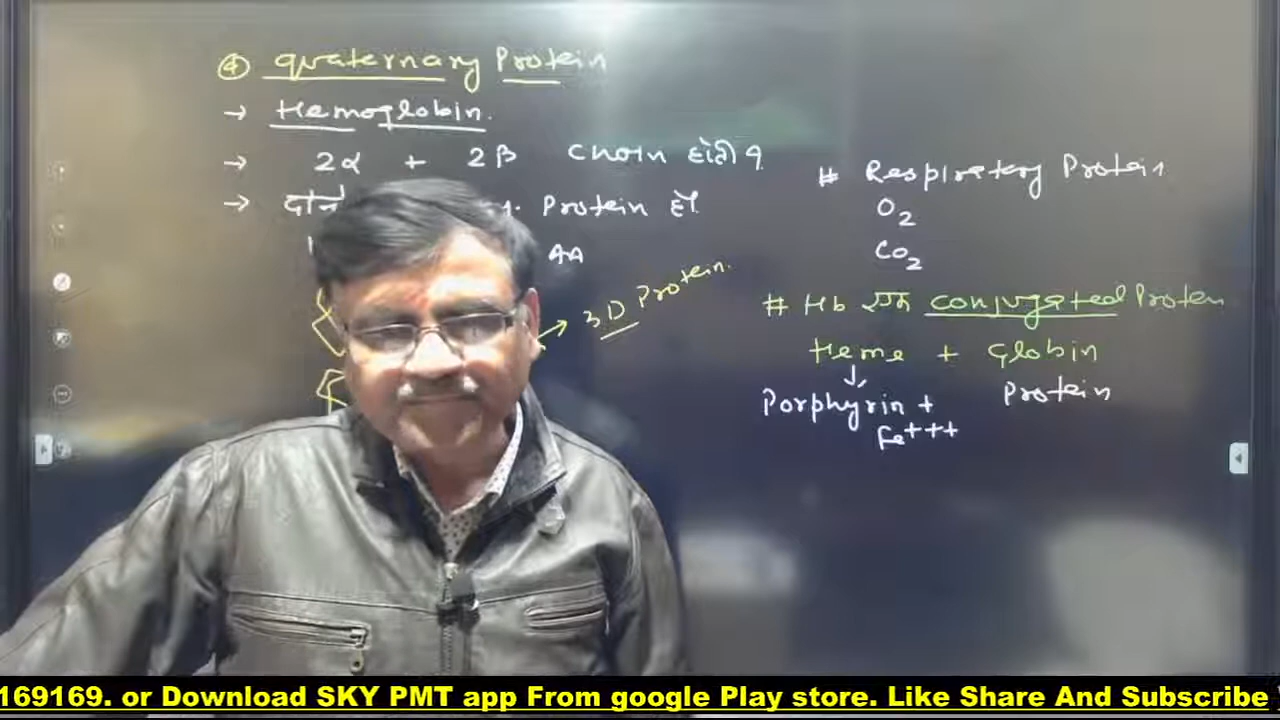 ④ quaternary Protein
→ Hemoglobin.
→ 2α + 2β chain होती
→ Protein है
AA
3D Protein.
# Respiratory Protein
O2
CO2
# Hb एक conjugated Protein
Heme + Globin
↓
Porphyrin + Protein
Fe+++
169169. or Download SKY PMT app From google Play store. Like Share And Subscribe